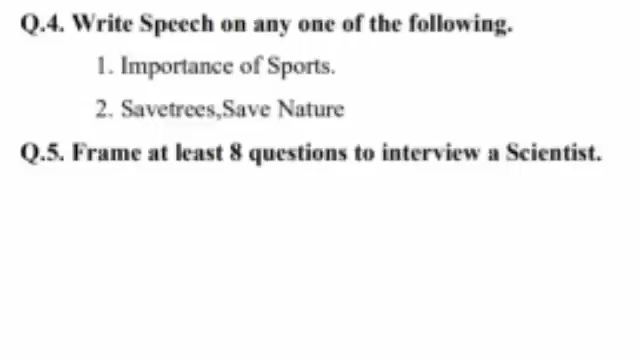 Q.4. Write Speech on any one of the following.
1. Importance of Sports.
2. Savetrees,Save Nature
Q.5. Frame at least 8 questions to interview a Scientist.